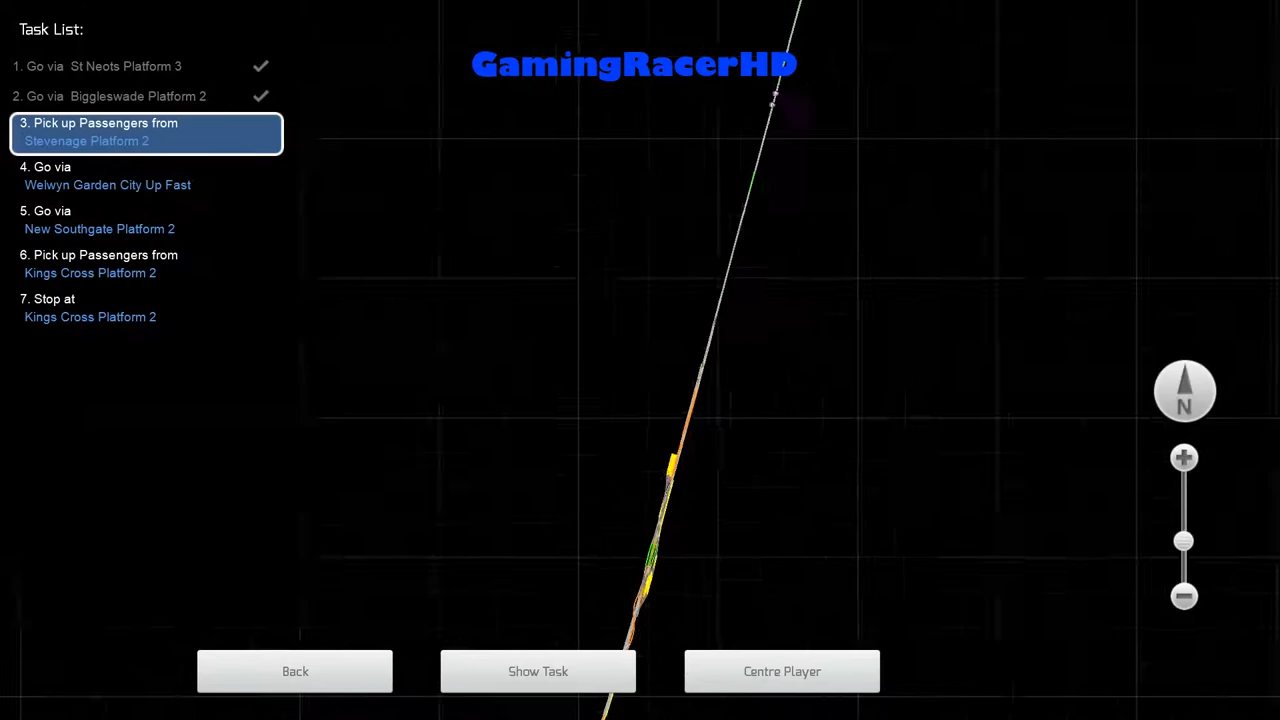 Task List:
GamingRacerHD
1. Go via St Neots Platform 3
2. Go via Biggleswade Platform 2
3. Pick up Passengers from
Stevenage Platform 2
4. Go via
Welwyn Garden City Up Fast
5. Go via
New Southgate Platform 2
6. Pick up Passengers from
Kings Cross Platform 2
7. Stop at
Kings Cross Platform 2
N
Back
Show Task
Centre Player